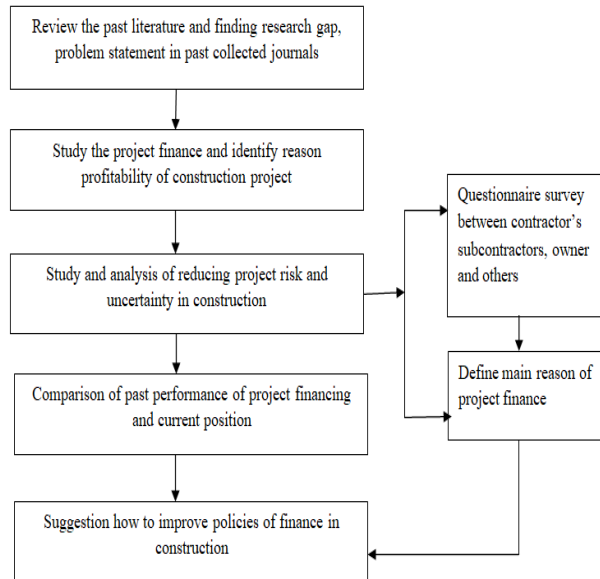 Review the past literature and finding research gap,
problem statement in past collected journals
Study the project finance and identify reason
profitability of construction project
Study and analysis of reducing project risk and
uncertainty in construction
Questionnaire survey
between contractor's
subcontractors, owner
and others
Define main reason of
project finance
Comparison of past performance of project financing
and current position
Suggestion how to improve policies of finance in
construction